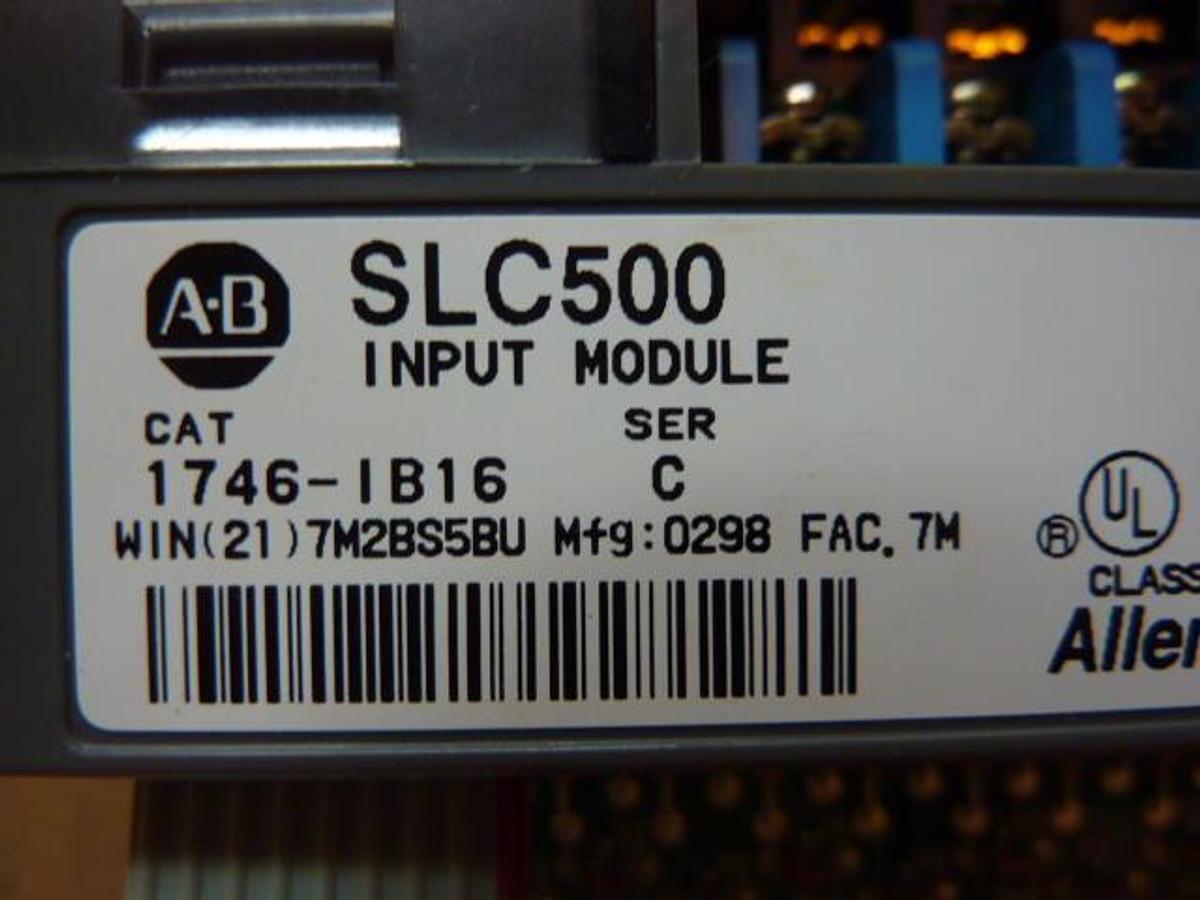 A-B SLC500
INPUT MODULE
CAT SER
1746-IB16 C
WIN(21)7M2BS5BU Mfg:0298 FAC. 7M
® UL
CLASS
Allen